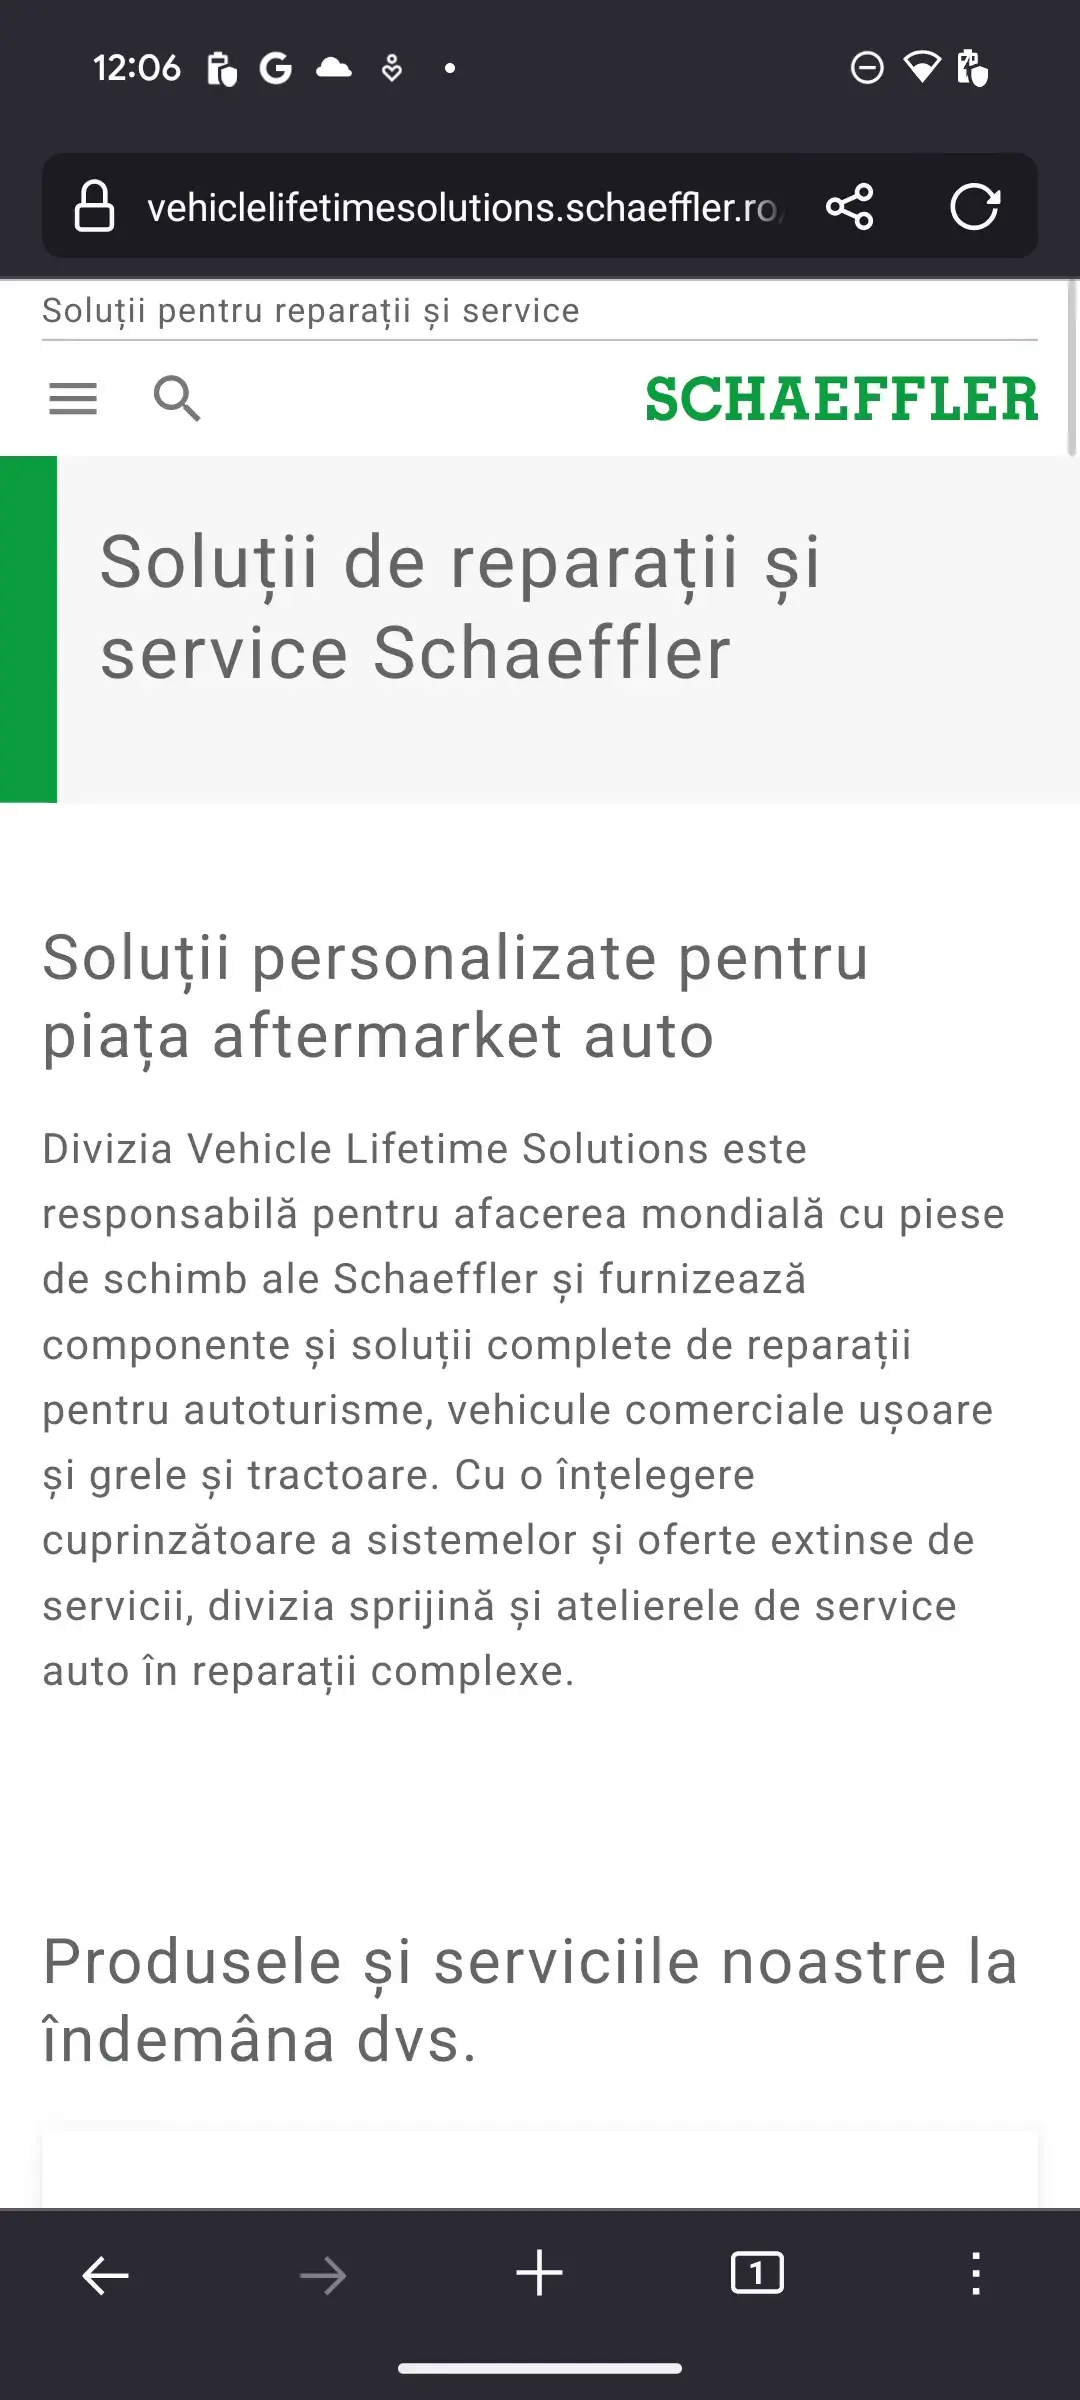 12:06
vehiclelifetimesolutions.schaeffler.ro/
Soluții pentru reparații și service
SCHAEFFLER
Soluții de reparații și
service Schaeffler
Soluții personalizate pentru
piața aftermarket auto
Divizia Vehicle Lifetime Solutions este
responsabilă pentru afacerea mondială cu piese
de schimb ale Schaeffler și furnizează
componente și soluții complete de reparații
pentru autoturisme, vehicule comerciale ușoare
și grele și tractoare. Cu o înțelegere
cuprinzătoare a sistemelor și oferte extinse de
servicii, divizia sprijină și atelierele de service
auto în reparații complexe.
Produsele și serviciile noastre la
îndemâna dvs.
1